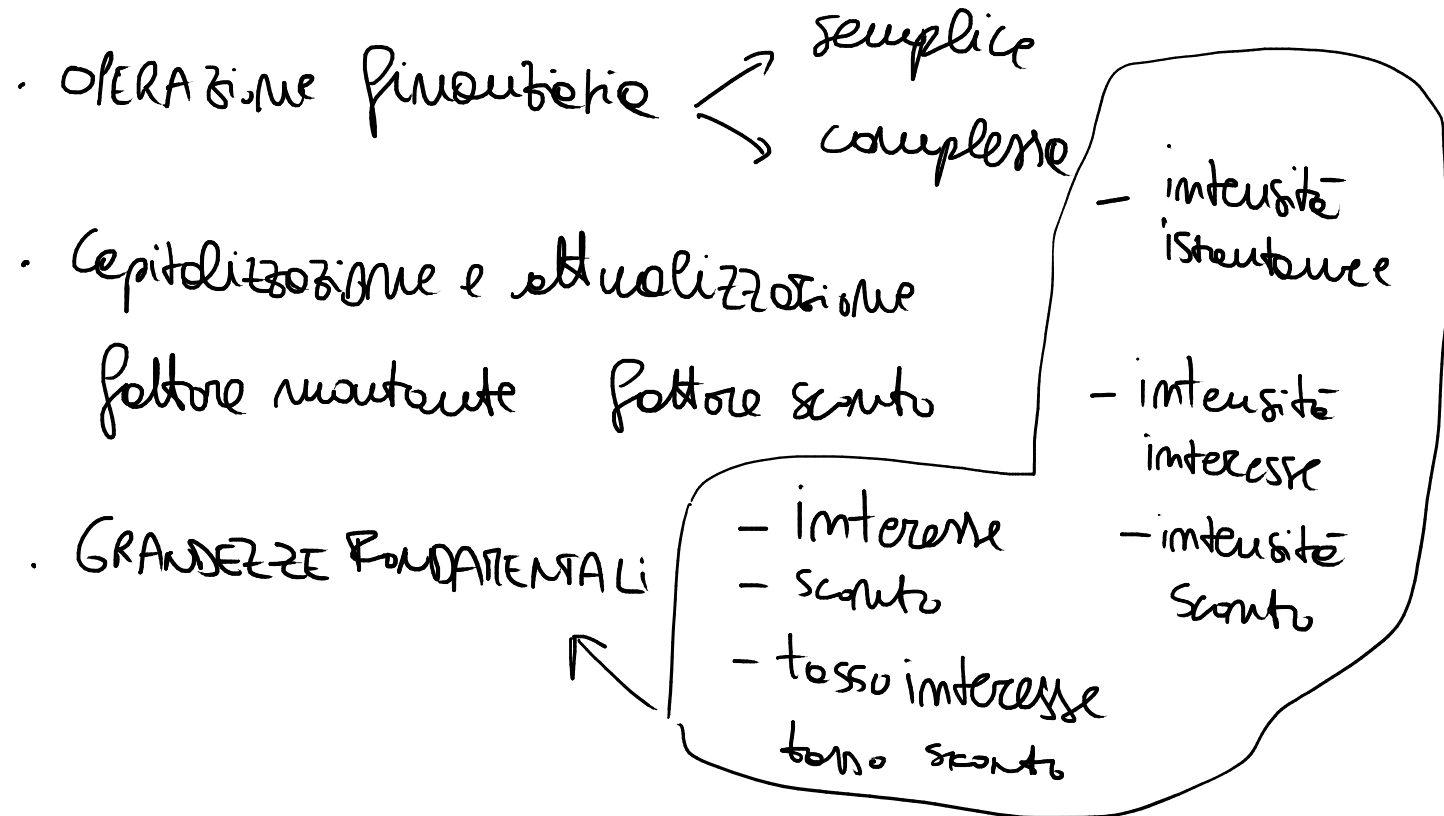 semplice
. OPERAZione finanziaria
complessa
. Capitalizzazione e attualizzazione
fattore montante fattore sconto
. GRANDEZZE FONDAMENTALi
- interesse
- sconto
- tasso interesse
tasso sconto
- intensità
istantanee
- intensità
interesse
- intensità
sconto